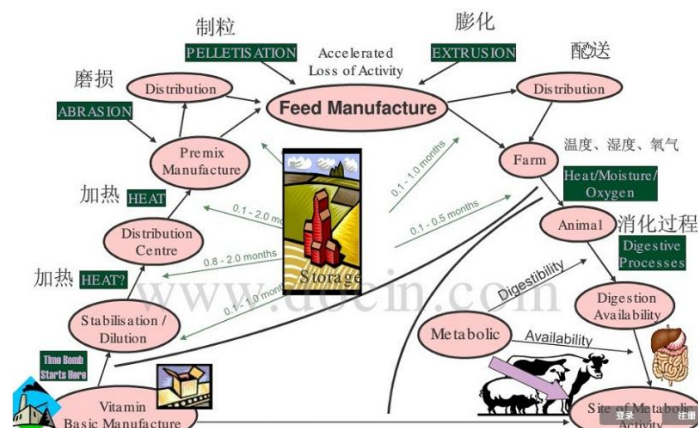 制粒
膨化
PELLETISATION
Accelerated
Loss of Activity
EXTRUSION
配送
磨损
Distribution
Feed Manufacture
Distribution
ABRASION
温度、湿度、氧气
Premix
Manufacture
0.1 - 1.0 months
Farm
Heat/Moisture/
Oxygen
加热
HEAT
0.1 - 2.0
0.1 - 0.5 months
Distribution
Centre
Animal
消化过程
Digestive
Processes
加热
HEAT?
0.8 - 2.0 months
Storage
www.docin.com
Digestibility
Stabilisation /
Dilution
0.1 - 1.0
Digestion
Availability
Metabolic
Availability
Time Bomb
Starts Here
Vitamin
Basic Manufacture
Site of Metabolic
Activity
登录
注册